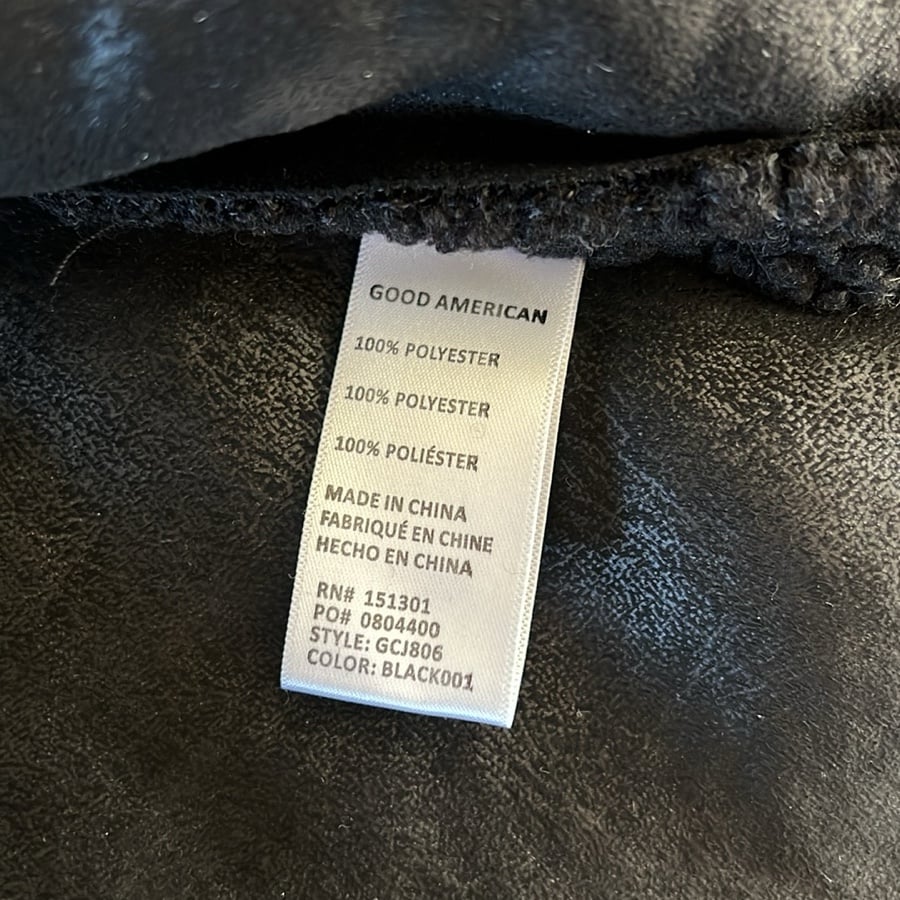 GOOD AMERICAN
100% POLYESTER
100% POLYESTER
100% POLIÉSTER
MADE IN CHINA
FABRIQUÉ EN CHINE
HECHO EN CHINA
RN# 151301
PO# 0804400
STYLE: GCJ806
COLOR: BLACK001